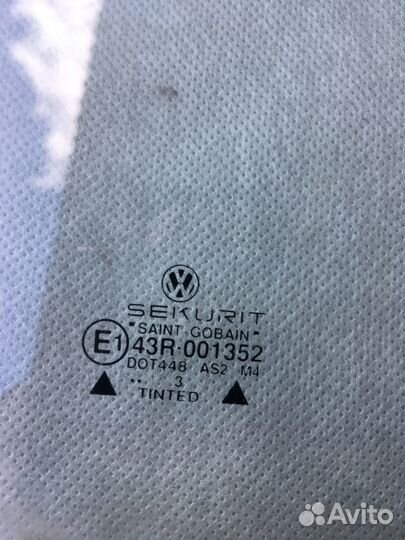 SEKURIT
"SAINT-GOBAIN"
E1 43R-001352
DOT448 AS2 M4
.. 3
TINTED
Avito